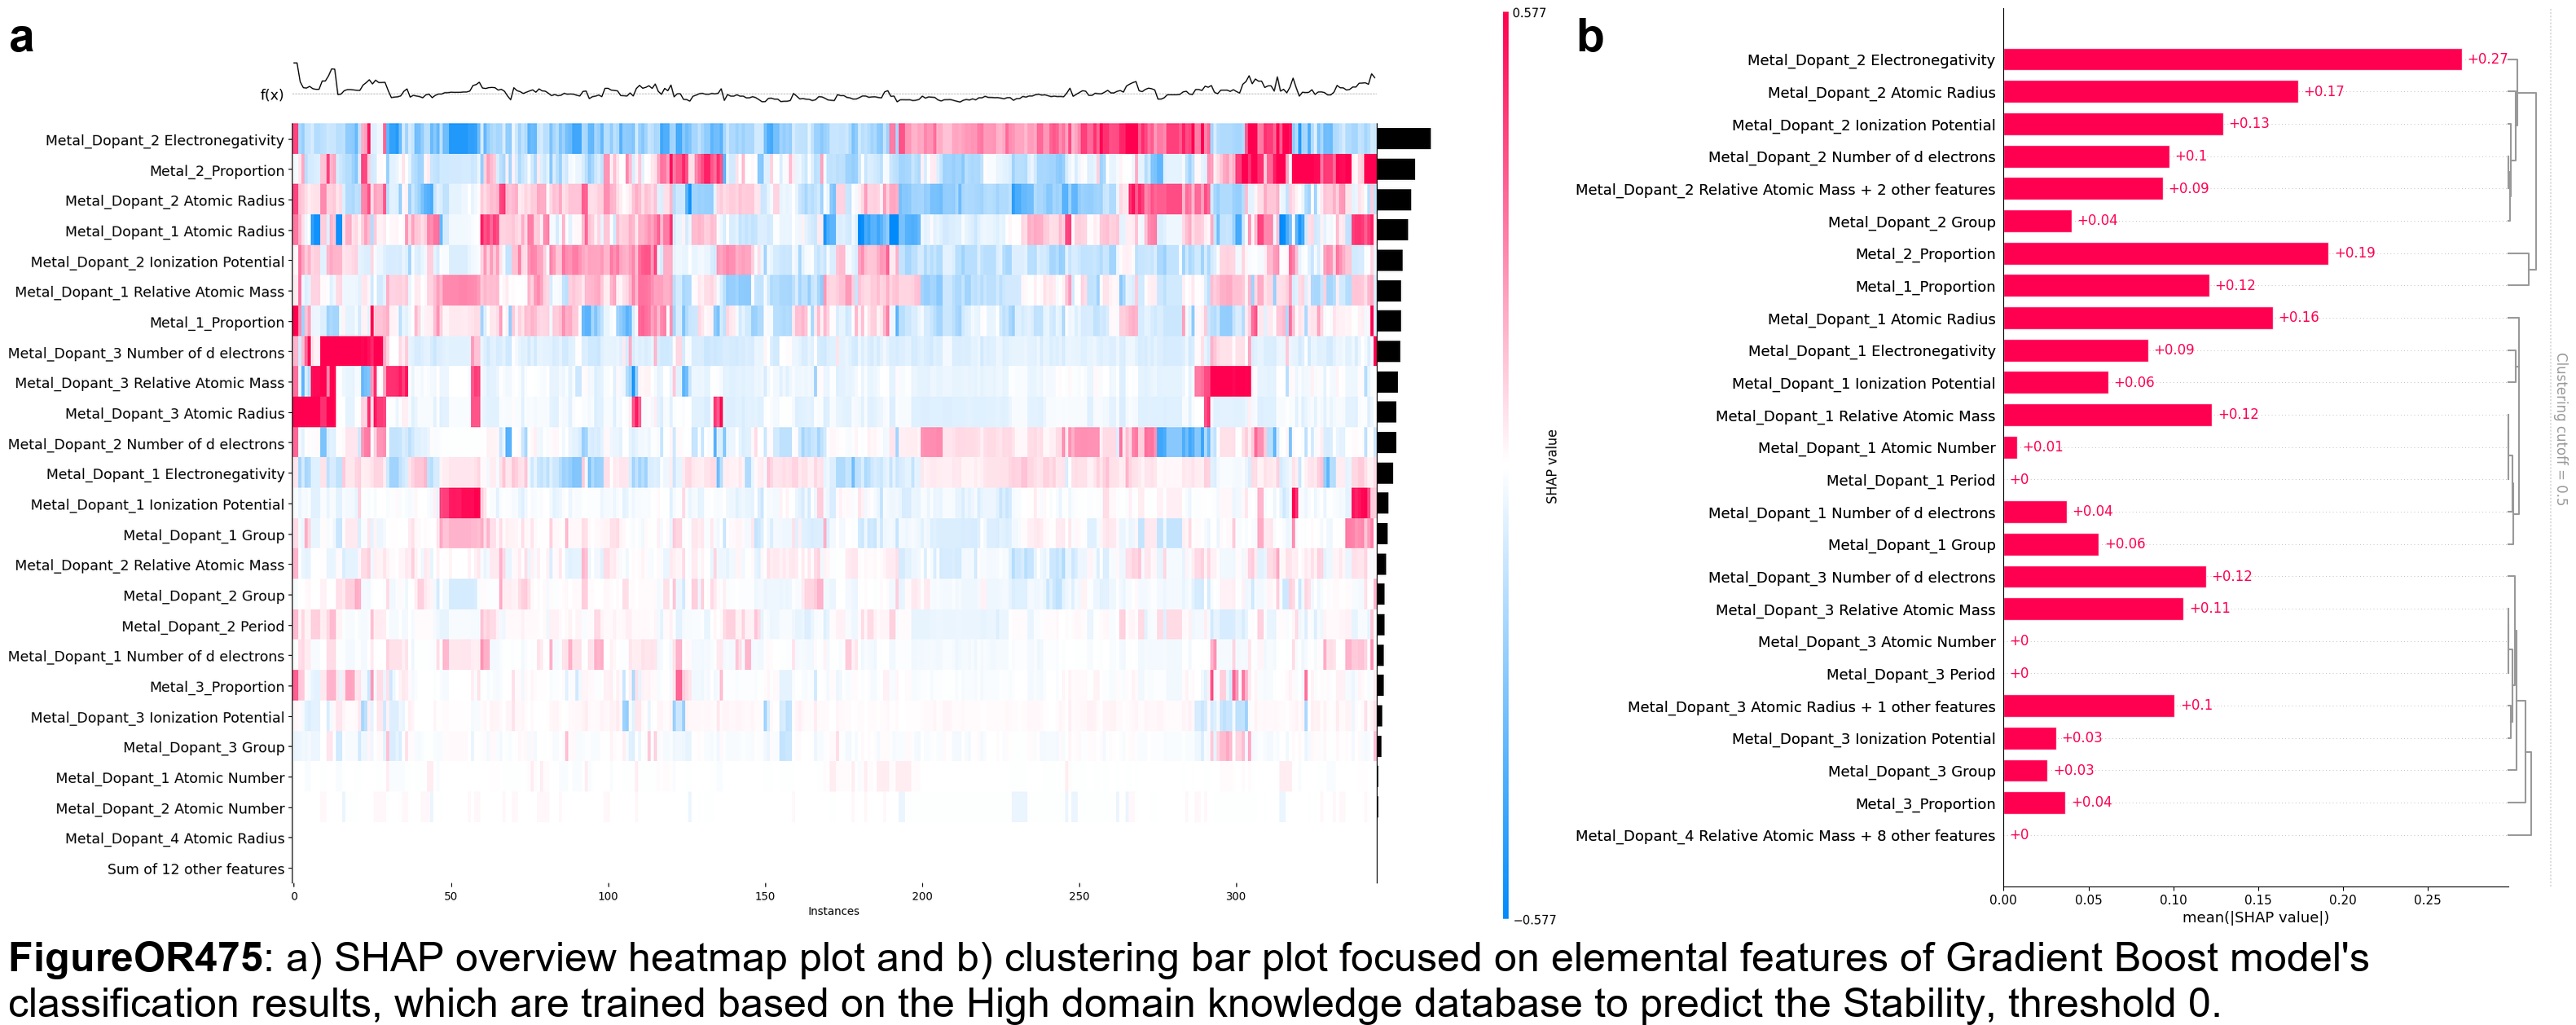 a
f(x)
Metal_Dopant_2 Electronegativity
Metal_2_Proportion
Metal_Dopant_2 Atomic Radius
Metal_Dopant_1 Atomic Radius
Metal_Dopant_2 Ionization Potential
Metal_Dopant_1 Relative Atomic Mass
Metal_1_Proportion
Metal_Dopant_3 Number of d electrons
Metal_Dopant_3 Relative Atomic Mass
Metal_Dopant_3 Atomic Radius
Metal_Dopant_2 Number of d electrons
Metal_Dopant_1 Electronegativity
Metal_Dopant_1 Ionization Potential
Metal_Dopant_1 Group
Metal_Dopant_2 Relative Atomic Mass
Metal_Dopant_2 Group
Metal_Dopant_2 Period
Metal_Dopant_1 Number of d electrons
Metal_3_Proportion
Metal_Dopant_3 Ionization Potential
Metal_Dopant_3 Group
Metal_Dopant_1 Atomic Number
Metal_Dopant_2 Atomic Number
Metal_Dopant_4 Atomic Radius
Sum of 12 other features
0 50 100 150 200 250 300
Instances
0.577
SHAP value
−0.577
b
Metal_Dopant_2 Electronegativity +0.27
Metal_Dopant_2 Atomic Radius +0.17
Metal_Dopant_2 Ionization Potential +0.13
Metal_Dopant_2 Number of d electrons +0.1
Metal_Dopant_2 Relative Atomic Mass + 2 other features +0.09
Metal_Dopant_2 Group +0.04
Metal_2_Proportion +0.19
Metal_1_Proportion +0.12
Metal_Dopant_1 Atomic Radius +0.16
Metal_Dopant_1 Electronegativity +0.09
Metal_Dopant_1 Ionization Potential +0.06
Metal_Dopant_1 Relative Atomic Mass +0.12
Metal_Dopant_1 Atomic Number +0.01
Metal_Dopant_1 Period +0
Metal_Dopant_1 Number of d electrons +0.04
Metal_Dopant_1 Group +0.06
Metal_Dopant_3 Number of d electrons +0.12
Metal_Dopant_3 Relative Atomic Mass +0.11
Metal_Dopant_3 Atomic Number +0
Metal_Dopant_3 Period +0
Metal_Dopant_3 Atomic Radius + 1 other features +0.1
Metal_Dopant_3 Ionization Potential +0.03
Metal_Dopant_3 Group +0.03
Metal_3_Proportion +0.04
Metal_Dopant_4 Relative Atomic Mass + 8 other features +0
0.00 0.05 0.10 0.15 0.20 0.25
mean(|SHAP value|)
Clustering cutoff = 0.5
FigureOR475: a) SHAP overview heatmap plot and b) clustering bar plot focused on elemental features of Gradient Boost model's
classification results, which are trained based on the High domain knowledge database to predict the Stability, threshold 0.